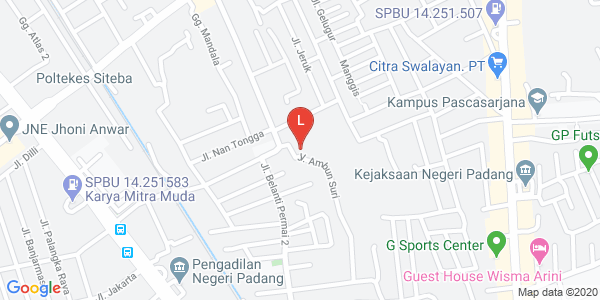 Gg. Atlas 2
Gg. Mandala
Jl. Gelugur
Manggis
Jl. Jeruk
SPBU 14.251.507
Citra Swalayan. PT
Poltekes Siteba
Kampus Pascasarjana
JNE Jhoni Anwar
Jl. Nan Tongga
L
GP Futs
Jl. Dilli
y. Ambun Suri
SPBU 14.251583
Karya Mitra Muda
Kejaksaan Negeri Padang
Jl. Belanti Permai 2
Jl. Banjarmas
Jl. Palangka Raya
G Sports Center
Pengadilan
Negeri Padang
Jl. Jakarta
Guest House Wisma Arini
Google
Map data ©2020